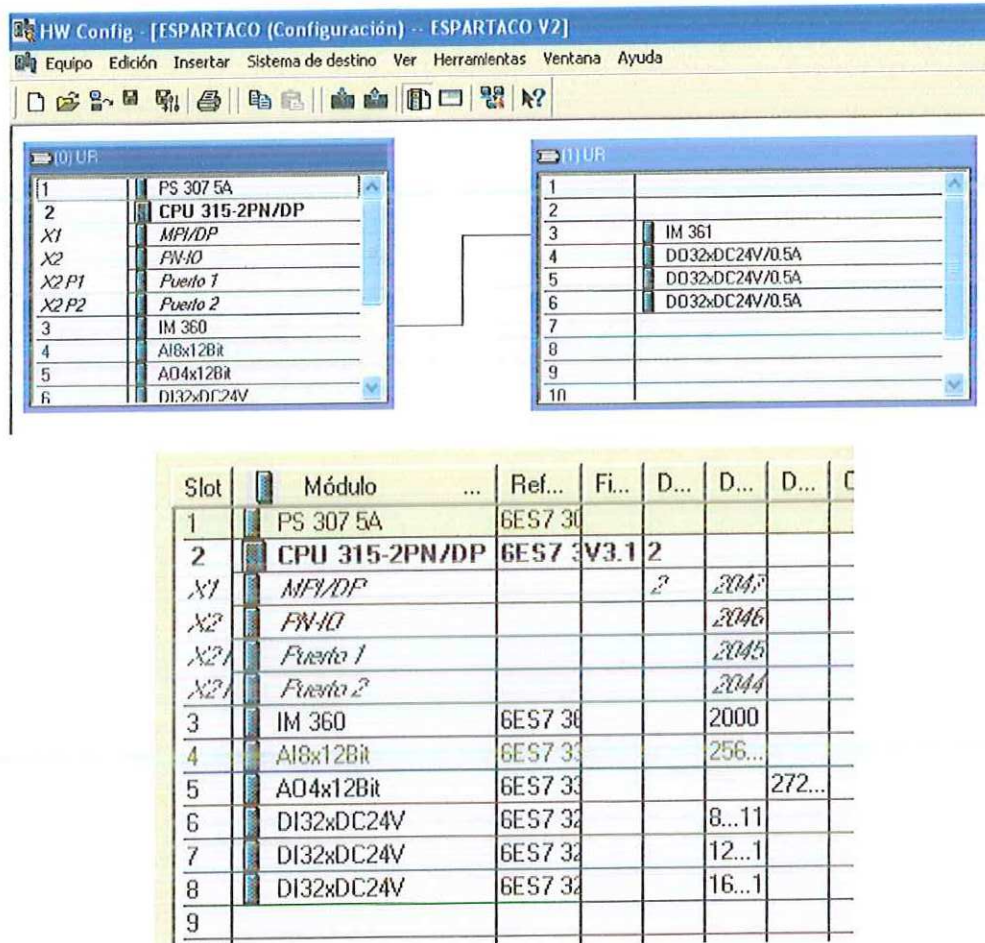 HW Config - [ESPARTACO (Configuración) -- ESPARTACO V2]
Equipo Edición Insertar Sistema de destino Ver Herramientas Ventana Ayuda
(0) UR
1 PS 307 5A
2 CPU 315-2PN/DP
X1 MPI/DP
X2 PN-IO
X2 P1 Puerto 1
X2 P2 Puerto 2
3 IM 360
4 AI8x12Bit
5 AO4x12Bit
6 DI32xDC24V
(1) UR
1
2
3 IM 361
4 DO32xDC24V/0.5A
5 DO32xDC24V/0.5A
6 DO32xDC24V/0.5A
7
8
9
10
Slot Módulo ... Ref... Fi... D... D... D...
1 PS 307 5A 6ES7 30
2 CPU 315-2PN/DP 6ES7 3 V3.1 2
X1 MPI/DP 2 2047
X2 PN-IO 2046
X2 Puerto 1 2045
X2 Puerto 2 2044
3 IM 360 6ES7 36 2000
4 AI8x12Bit 6ES7 33 256...
5 AO4x12Bit 6ES7 33 272...
6 DI32xDC24V 6ES7 32 8...11
7 DI32xDC24V 6ES7 32 12...1
8 DI32xDC24V 6ES7 32 16...1
9